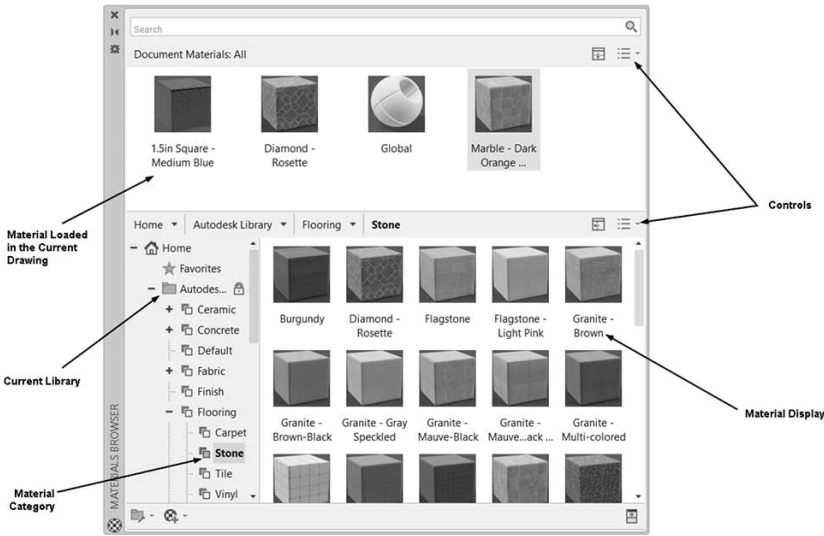 Search
Document Materials: All
1.5in Square -
Medium Blue
Diamond -
Rosette
Global
Marble - Dark
Orange ...
Controls
Material Loaded
in the Current
Drawing
Home
Autodesk Library
Flooring
Stone
Home
Favorites
Autodes...
Ceramic
Concrete
Default
Fabric
Finish
Flooring
Carpet
Stone
Tile
Vinyl
Burgundy
Diamond -
Rosette
Flagstone
Flagstone -
Light Pink
Granite -
Brown
Granite -
Brown-Black
Granite - Gray
Speckled
Granite -
Mauve-Black
Granite -
Mauve...ack ...
Granite -
Multi-colored
Current Library
Material Display
Material
Category
MATERIALS BROWSER